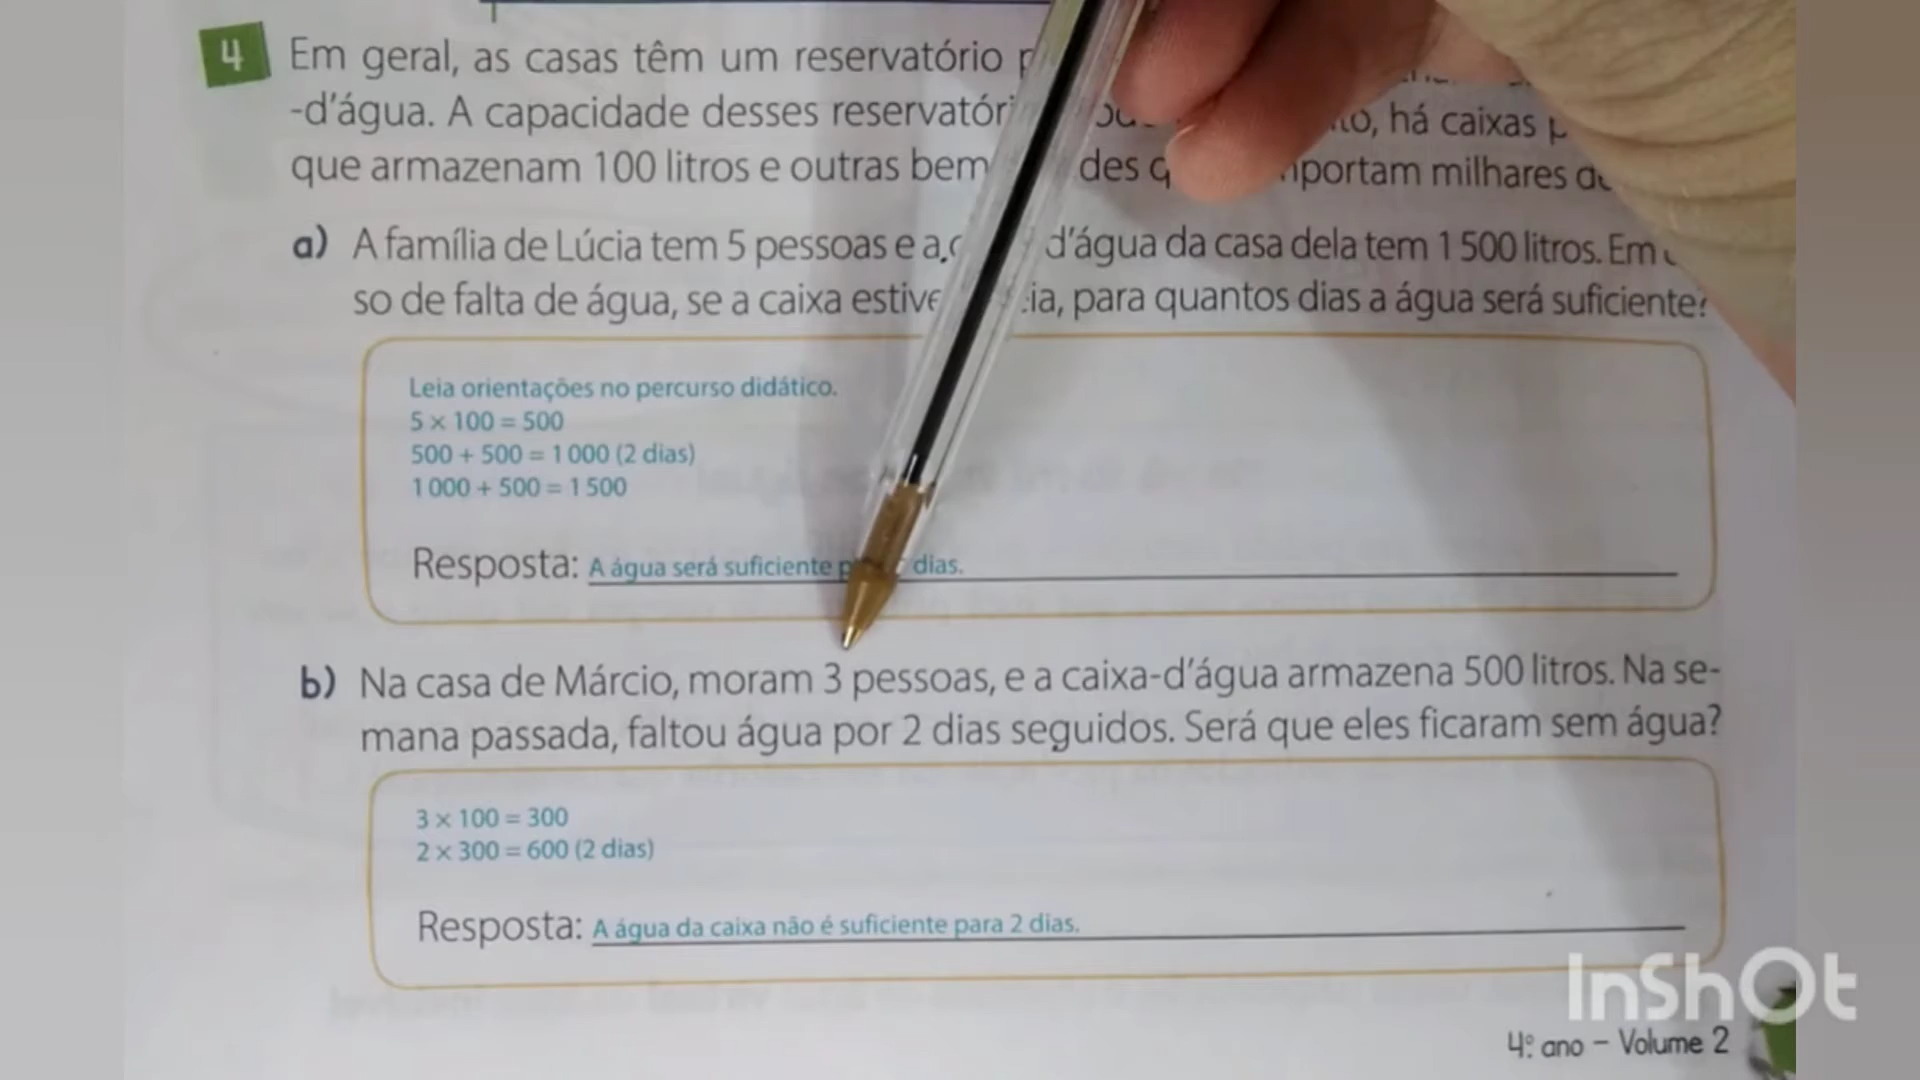 4 Em geral, as casas têm um reservatório
-d'água. A capacidade desses há caixas
que armazenam 100 litros e outras bem milhares
a) A família de Lúcia tem 5 pessoas e a d'água da casa dela tem 1 500 litros. Em
so de falta de água, se a caixa para quantos dias a água será suficiente?
Leia orientações no percurso didático.
5 × 100 = 500
500 + 500 = 1 000 (2 dias)
1 000 + 500 = 1 500
Resposta: A água será suficiente dias.
b) Na casa de Márcio, moram 3 pessoas, e a caixa-d'água armazena 500 litros. Na se-
mana passada, faltou água por 2 dias seguidos. Será que eles ficaram sem água?
3 × 100 = 300
2 × 300 = 600 (2 dias)
Resposta: A água da caixa não é suficiente para 2 dias.
InShOt
4º. ano – Volume 2